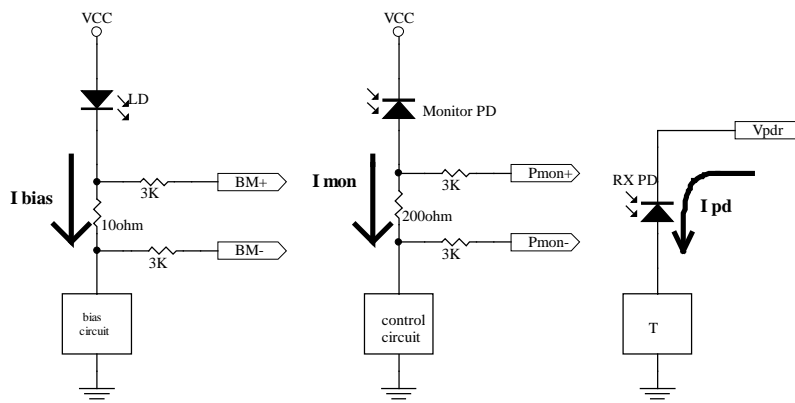 VCC
LD
I bias
3K
BM+
10ohm
3K
BM-
bias
circuit
VCC
Monitor PD
I mon
3K
Pmon+
200ohm
3K
Pmon-
control
circuit
Vpdr
RX PD
I pd
T